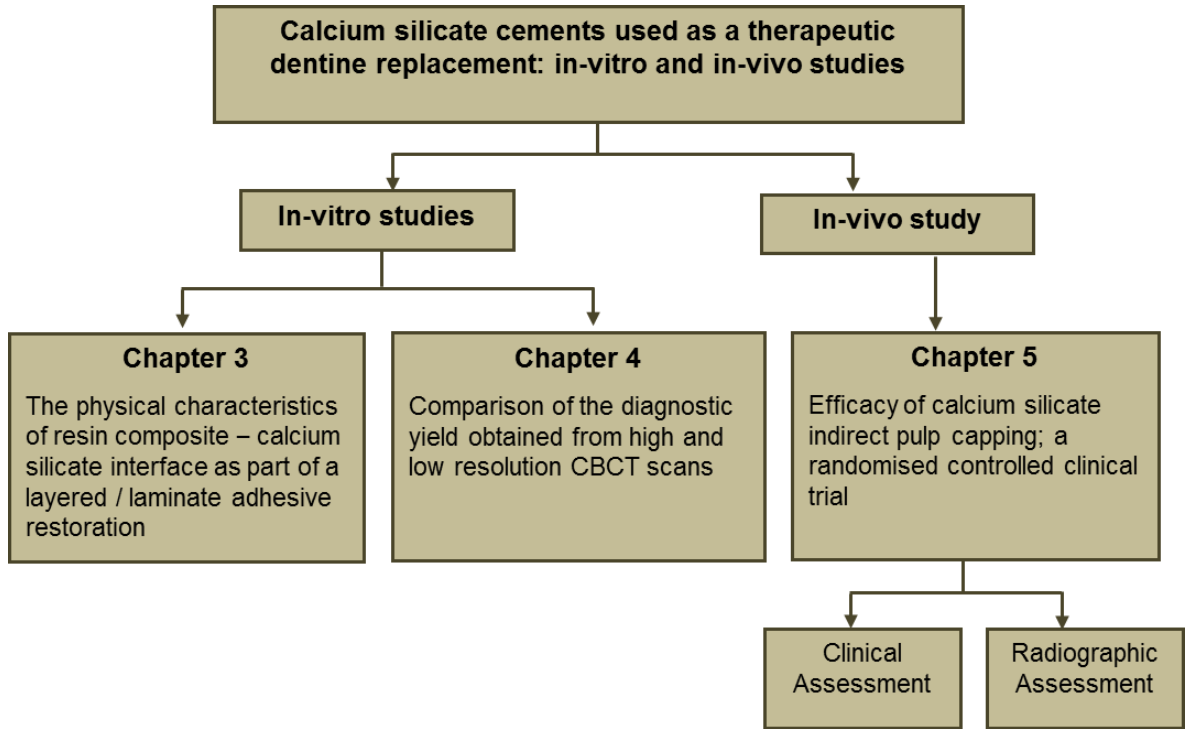 Calcium silicate cements used as a therapeutic
dentine replacement: in-vitro and in-vivo studies
In-vitro studies
In-vivo study
Chapter 3
The physical characteristics
of resin composite – calcium
silicate interface as part of a
layered / laminate adhesive
restoration
Chapter 4
Comparison of the diagnostic
yield obtained from high and
low resolution CBCT scans
Chapter 5
Efficacy of calcium silicate
indirect pulp capping; a
randomised controlled clinical
trial
Clinical
Assessment
Radiographic
Assessment